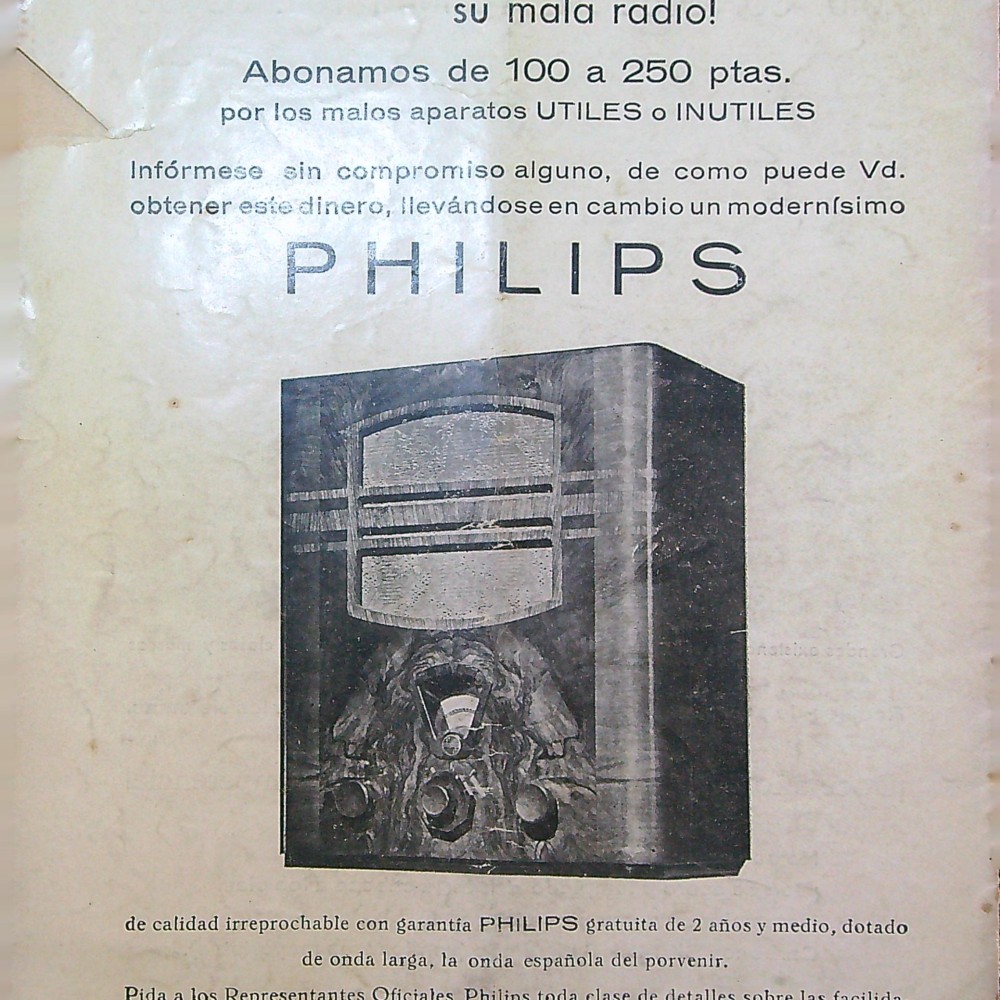 su mala radio!
Abonamos de 100 a 250 ptas.
por los malos aparatos UTILES o INUTILES
Infórmese sin compromiso alguno, de como puede Vd.
obtener este dinero, llevándose en cambio un modernísimo
PHILIPS
de calidad irreprochable con garantía PHILIPS gratuita de 2 años y medio, dotado
de onda larga, la onda española del porvenir.
Pida a los Representantes Oficiales Philips toda clase de detalles sobre las facilida